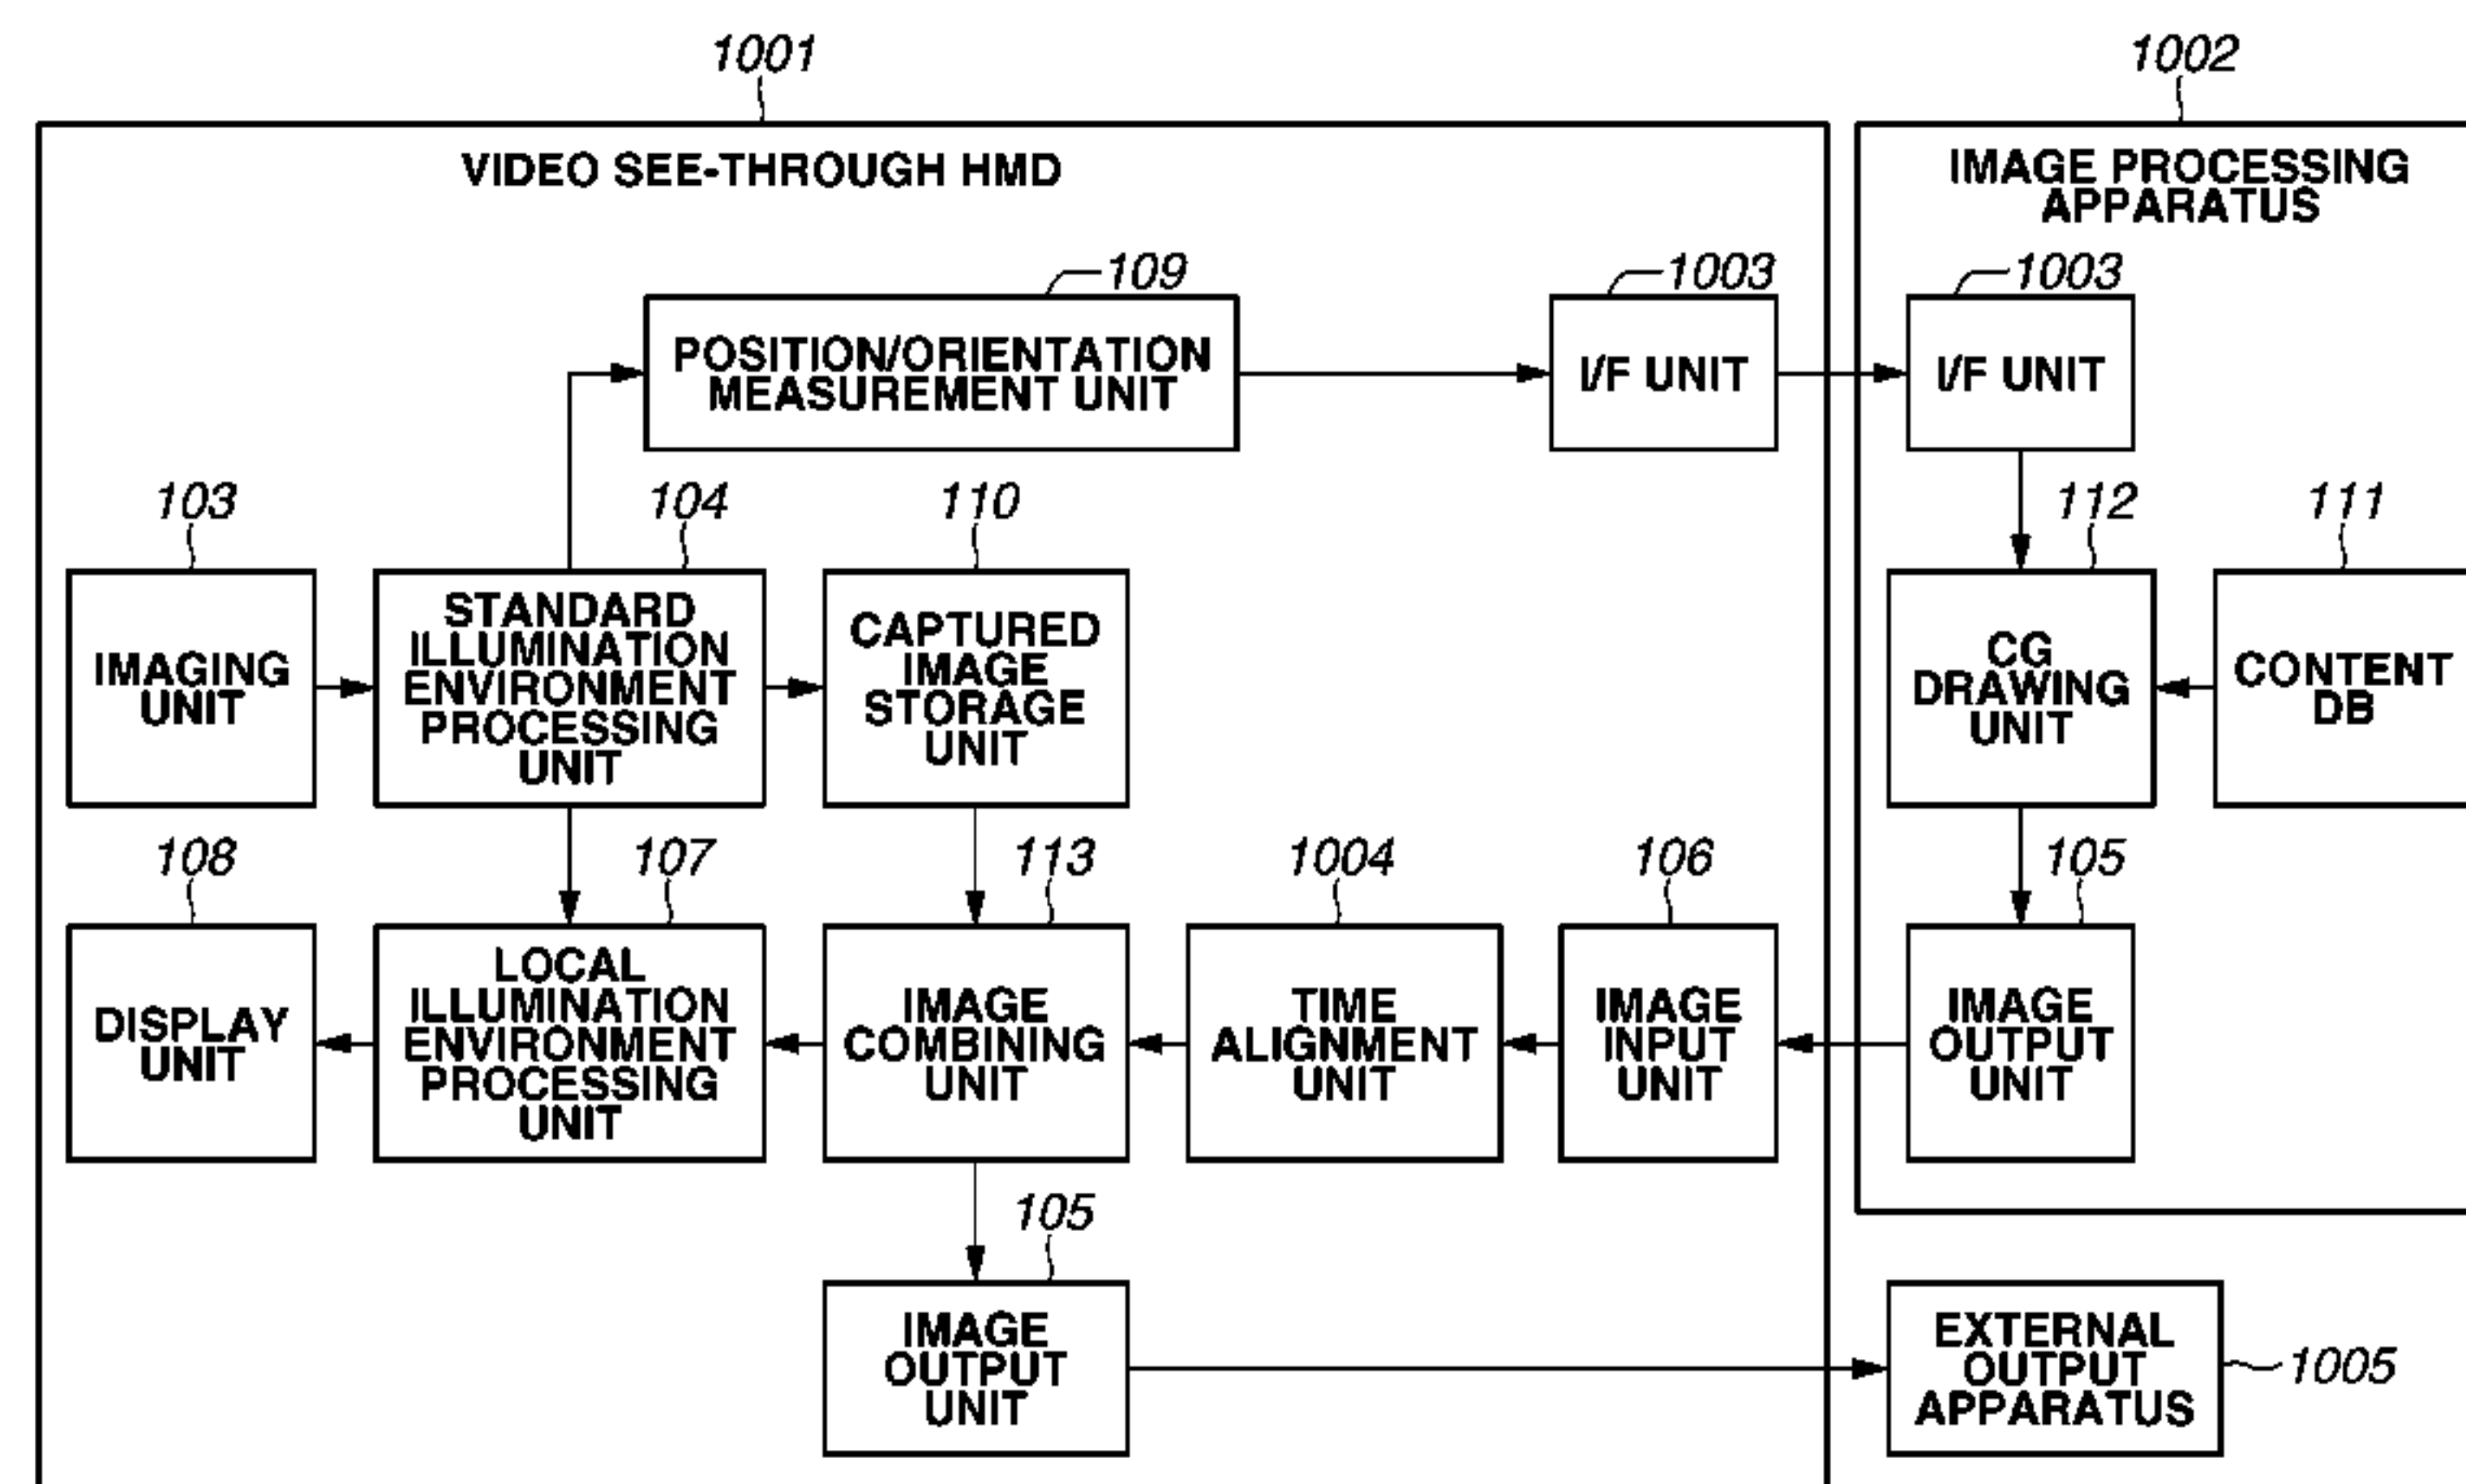 1001
1002
VIDEO SEE-THROUGH HMD
IMAGE PROCESSING
APPARATUS
109
1003
1003
POSITION/ORIENTATION
MEASUREMENT UNIT
I/F UNIT
I/F UNIT
103
104
110
112
111
IMAGING
UNIT
STANDARD
ILLUMINATION
ENVIRONMENT
PROCESSING
UNIT
CAPTURED
IMAGE
STORAGE
UNIT
CG
DRAWING
UNIT
CONTENT
DB
108
107
113
1004
106
105
DISPLAY
UNIT
LOCAL
ILLUMINATION
ENVIRONMENT
PROCESSING
UNIT
IMAGE
COMBINING
UNIT
TIME
ALIGNMENT
UNIT
IMAGE
INPUT
UNIT
IMAGE
OUTPUT
UNIT
105
IMAGE
OUTPUT
UNIT
EXTERNAL
OUTPUT
APPARATUS
1005